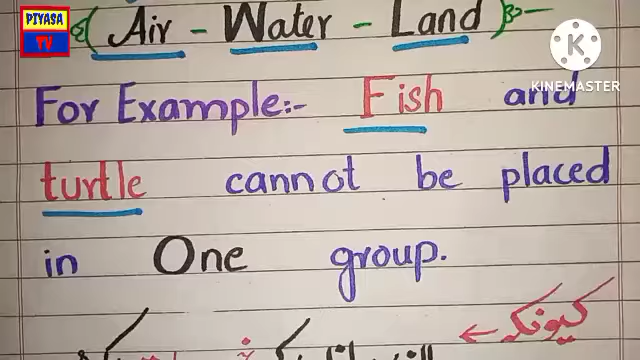 PIYASA
TV
( Air - Water - Land )
KINEMASTER
For Example:- Fish and
turtle cannot be placed
in One group.
کیونکہ ←